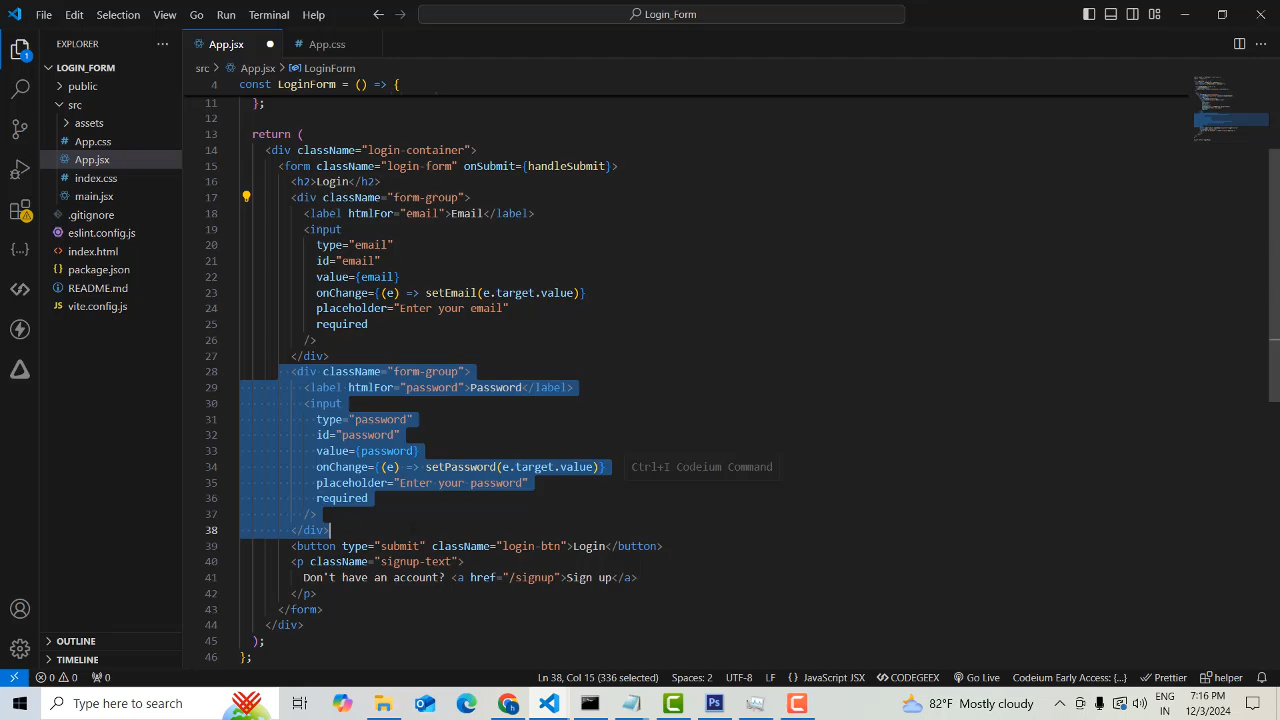 File Edit Selection View Go Run Terminal Help
Login_Form
EXPLORER
App.jsx
App.css
LOGIN_FORM
src > App.jsx > LoginForm
public
src
assets
App.css
App.jsx
index.css
main.jsx
.gitignore
eslint.config.js
index.html
package.json
README.md
vite.config.js
OUTLINE
TIMELINE
4 const LoginForm = () => {
11 };
12
13 return (
14 <div className="login-container">
15 <form className="login-form" onSubmit={handleSubmit}>
16 <h2>Login</h2>
17 <div className="form-group">
18 <label htmlFor="email">Email</label>
19 <input
20 type="email"
21 id="email"
22 value={email}
23 onChange={(e) => setEmail(e.target.value)}
24 placeholder="Enter your email"
25 required
26 />
27 </div>
28 <div className="form-group">
29 <label htmlFor="password">Password</label>
30 <input
31 type="password"
32 id="password"
33 value={password}
34 onChange={(e) => setPassword(e.target.value)} Ctrl+I Codeium Command
35 placeholder="Enter your password"
36 required
37 />
38 </div>
39 <button type="submit" className="login-btn">Login</button>
40 <p className="signup-text">
41 Don't have an account? <a href="/signup">Sign up</a>
42 </p>
43 </form>
44 </div>
45 );
46 };
0 0 0 Ln 38, Col 15 (336 selected) Spaces: 2 UTF-8 LF {} JavaScript JSX CODEGPT Go Live Codeium Early Access: {...} Prettier helper
Type here to search
Mostly cloudy
ENG
IN
7:16 PM
12/3/2024